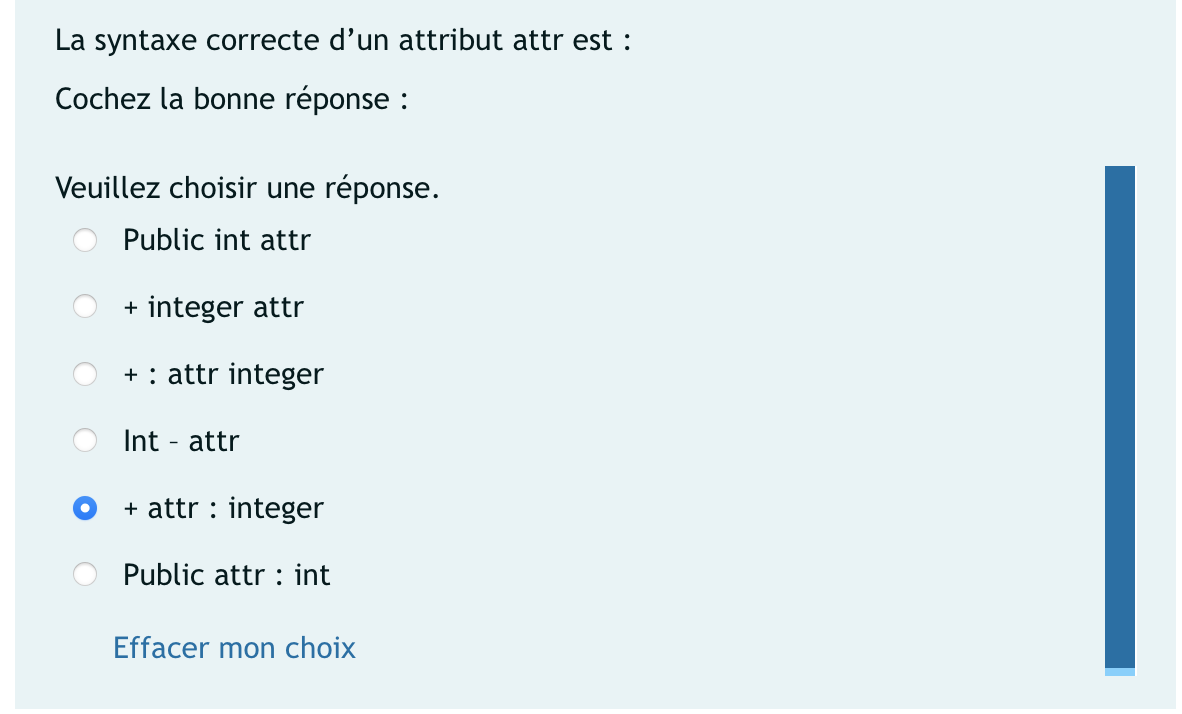 La syntaxe correcte d’un attribut attr est :
Cochez la bonne réponse :
Veuillez choisir une réponse.
Public int attr
+ integer attr
+ : attr integer
Int – attr
+ attr : integer
Public attr : int
Effacer mon choix